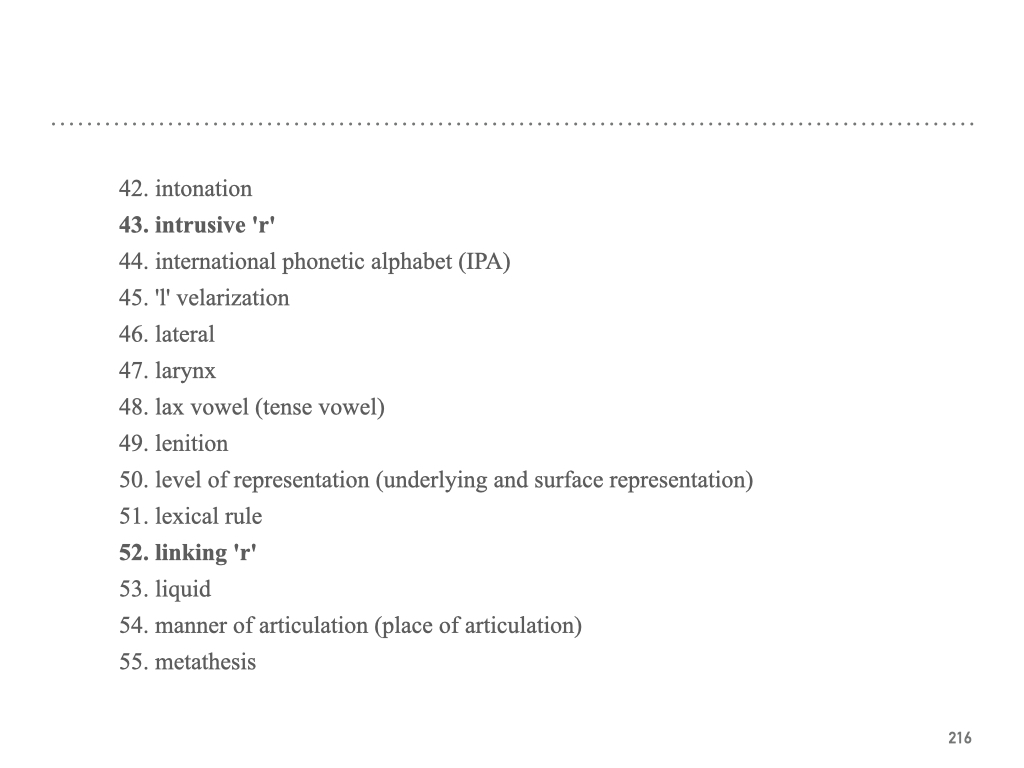 42. intonation
43. intrusive 'r'
44. international phonetic alphabet (IPA)
45. 'l' velarization
46. lateral
47. larynx
48. lax vowel (tense vowel)
49. lenition
50. level of representation (underlying and surface representation)
51. lexical rule
52. linking 'r'
53. liquid
54. manner of articulation (place of articulation)
55. metathesis
216